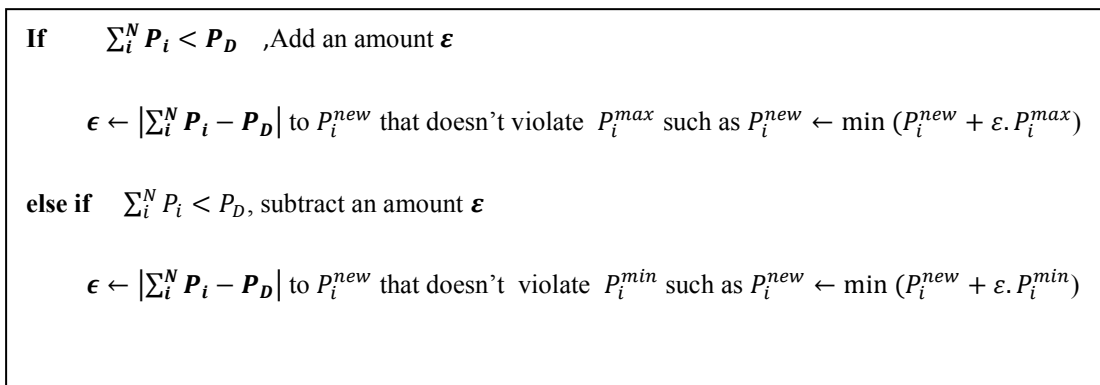 If ∑ᵢᴺ Pᵢ < P_D ,Add an amount ε
ϵ ← |∑ᵢᴺ Pᵢ − P_D| to Pᵢⁿᵉʷ that doesn’t violate Pᵢᵐᵃˣ such as Pᵢⁿᵉʷ ← min (Pᵢⁿᵉʷ + ε. Pᵢᵐᵃˣ)
else if ∑ᵢᴺ Pᵢ < P_D, subtract an amount ε
ϵ ← |∑ᵢᴺ Pᵢ − P_D| to Pᵢⁿᵉʷ that doesn’t violate Pᵢᵐⁱⁿ such as Pᵢⁿᵉʷ ← min (Pᵢⁿᵉʷ + ε. Pᵢᵐⁱⁿ)